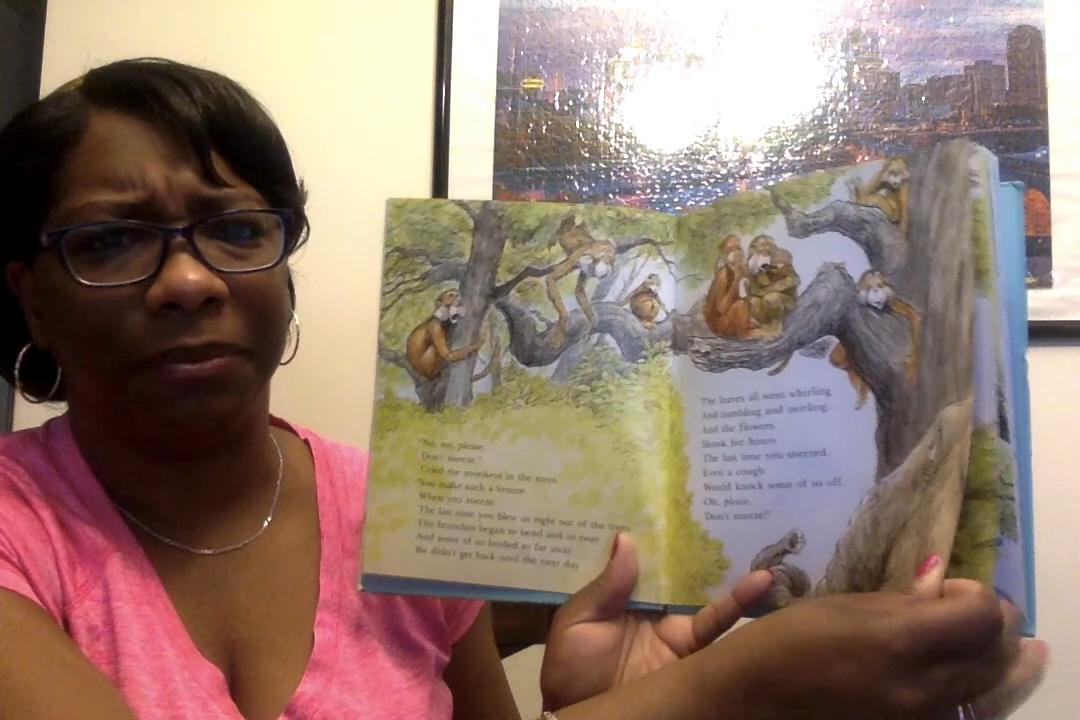 "No, no, please.
Don't sneeze,"
Cried the monkeys in the trees.
"You make such a breeze
When you sneeze.
The last time you blew us right out of the trees.
The branches began to bend and to sway
And some of us landed so far away
We didn't get back until the next day.
The leaves all went whirling
And tumbling and swirling.
And the flowers
Shook for hours
The last time you sneezed.
Even a cough
Would knock some of us off.
Oh, please,
Don't sneeze!"